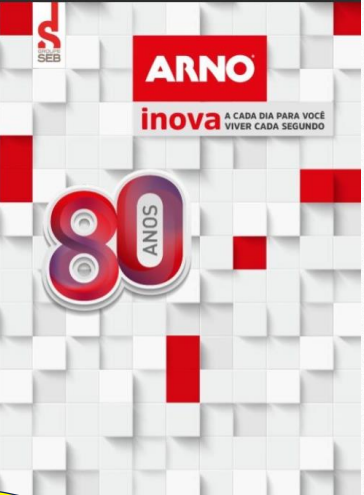 GROUPE
SEB
ARNO
inova A CADA DIA PARA VOCÊ
VIVER CADA SEGUNDO
80
ANOS